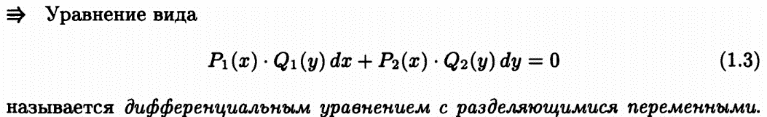 ⇛ Уравнение вида
P₁(x) · Q₁(y) dx + P₂(x) · Q₂(y) dy = 0 (1.3)
называется дифференциальным уравнением с разделяющимися переменными.